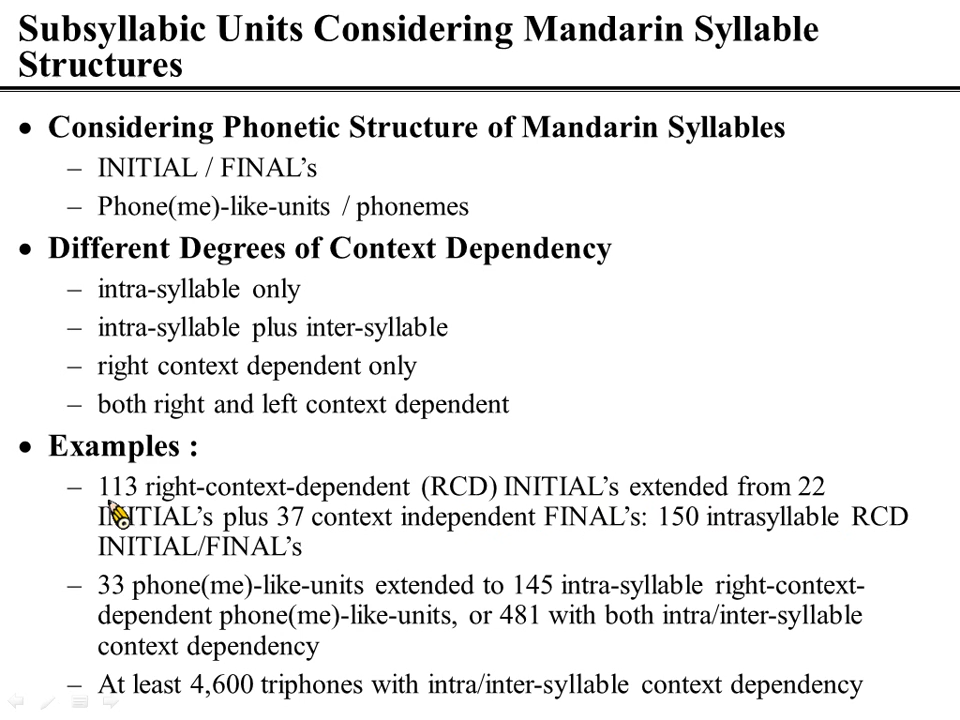 Subsyllabic Units Considering Mandarin Syllable
Structures
• Considering Phonetic Structure of Mandarin Syllables
– INITIAL / FINAL’s
– Phone(me)-like-units / phonemes
• Different Degrees of Context Dependency
– intra-syllable only
– intra-syllable plus inter-syllable
– right context dependent only
– both right and left context dependent
• Examples :
– 113 right-context-dependent (RCD) INITIAL’s extended from 22
INITIAL’s plus 37 context independent FINAL’s: 150 intrasyllable RCD
INITIAL/FINAL’s
– 33 phone(me)-like-units extended to 145 intra-syllable right-context-
dependent phone(me)-like-units, or 481 with both intra/inter-syllable
context dependency
– At least 4,600 triphones with intra/inter-syllable context dependency